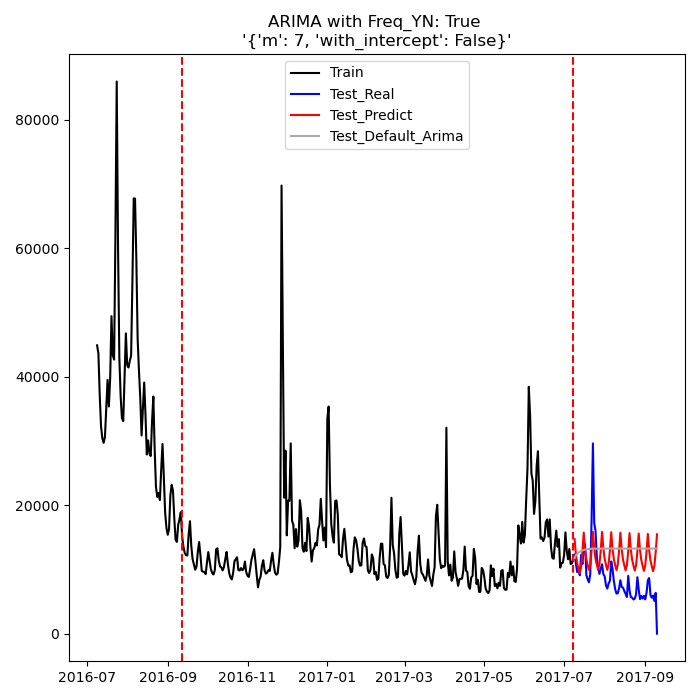 ARIMA with Freq_YN: True
'{'m': 7, 'with_intercept': False}'
Train
Test_Real
Test_Predict
Test_Default_Arima
80000
60000
40000
20000
0
2016-07 2016-09 2016-11 2017-01 2017-03 2017-05 2017-07 2017-09